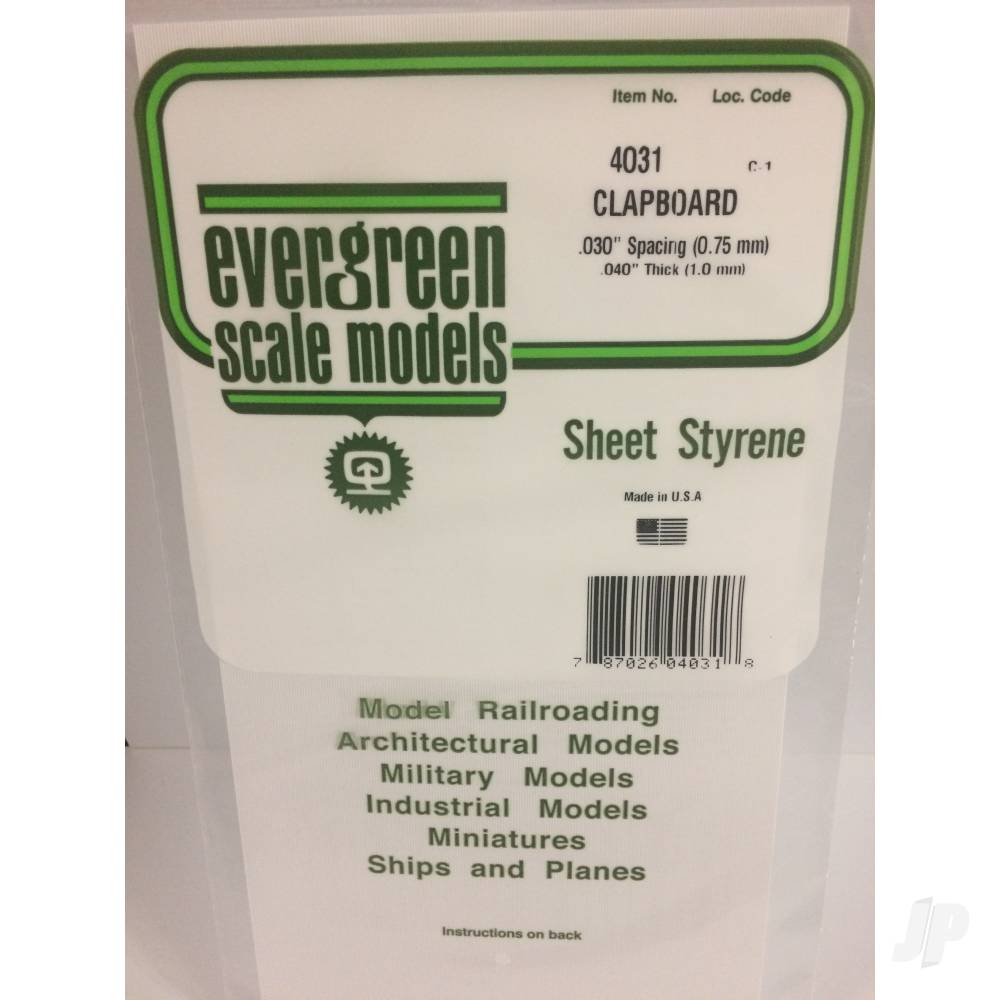 Item No. Loc. Code
4031 C-1
CLAPBOARD
.030" Spacing (0.75 mm)
.040" Thick (1.0 mm)
evergreen
scale models
Sheet Styrene
Made in U.S.A
7 87026 04031 8
Model Railroading
Architectural Models
Military Models
Industrial Models
Miniatures
Ships and Planes
Instructions on back
JP